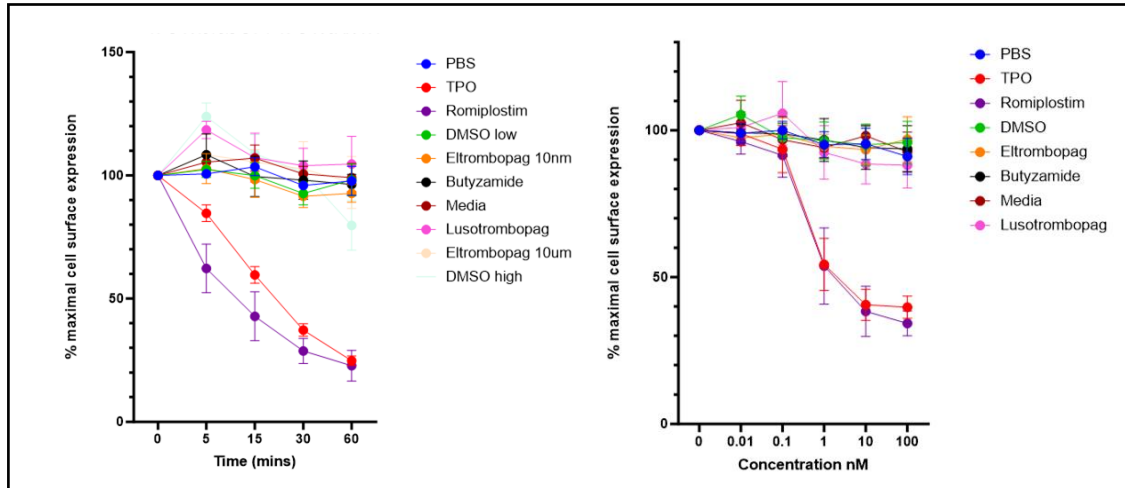 150
100
50
0
% maximal cell surface expression
0 5 15 30 60
Time (mins)
PBS
TPO
Romiplostim
DMSO low
Eltrombopag 10nm
Butyzamide
Media
Lusotrombopag
Eltrombopag 10um
DMSO high
100
50
0
% maximal cell surface expression
0 0.01 0.1 1 10 100
Concentration nM
PBS
TPO
Romiplostim
DMSO
Eltrombopag
Butyzamide
Media
Lusotrombopag